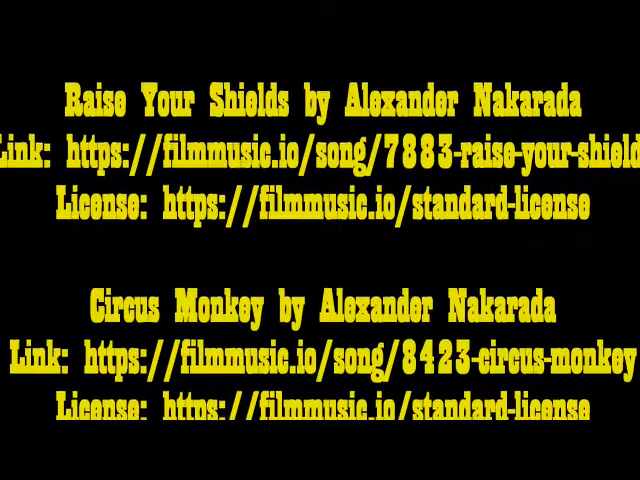 Raise Your Shields by Alexander Nakarada
Link: https://filmmusic.io/song/7883-raise-your-shield
License: https://filmmusic.io/standard-license
Circus Monkey by Alexander Nakarada
Link: https://filmmusic.io/song/8423-circus-monkey
License: https://filmmusic.io/standard-license